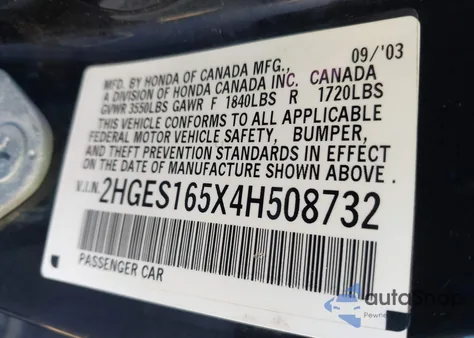 09/'03
MFD. BY HONDA OF CANADA MFG.,
A DIVISION OF HONDA CANADA INC. CANADA
GVWR 3550LBS GAWR F 1840LBS R 1720LBS
THIS VEHICLE CONFORMS TO ALL APPLICABLE
FEDERAL MOTOR VEHICLE SAFETY, BUMPER,
AND THEFT PREVENTION STANDARDS IN EFFECT
ON THE DATE OF MANUFACTURE SHOWN ABOVE.
V.I.N. 2HGES165X4H508732
PASSENGER CAR
autoSnap